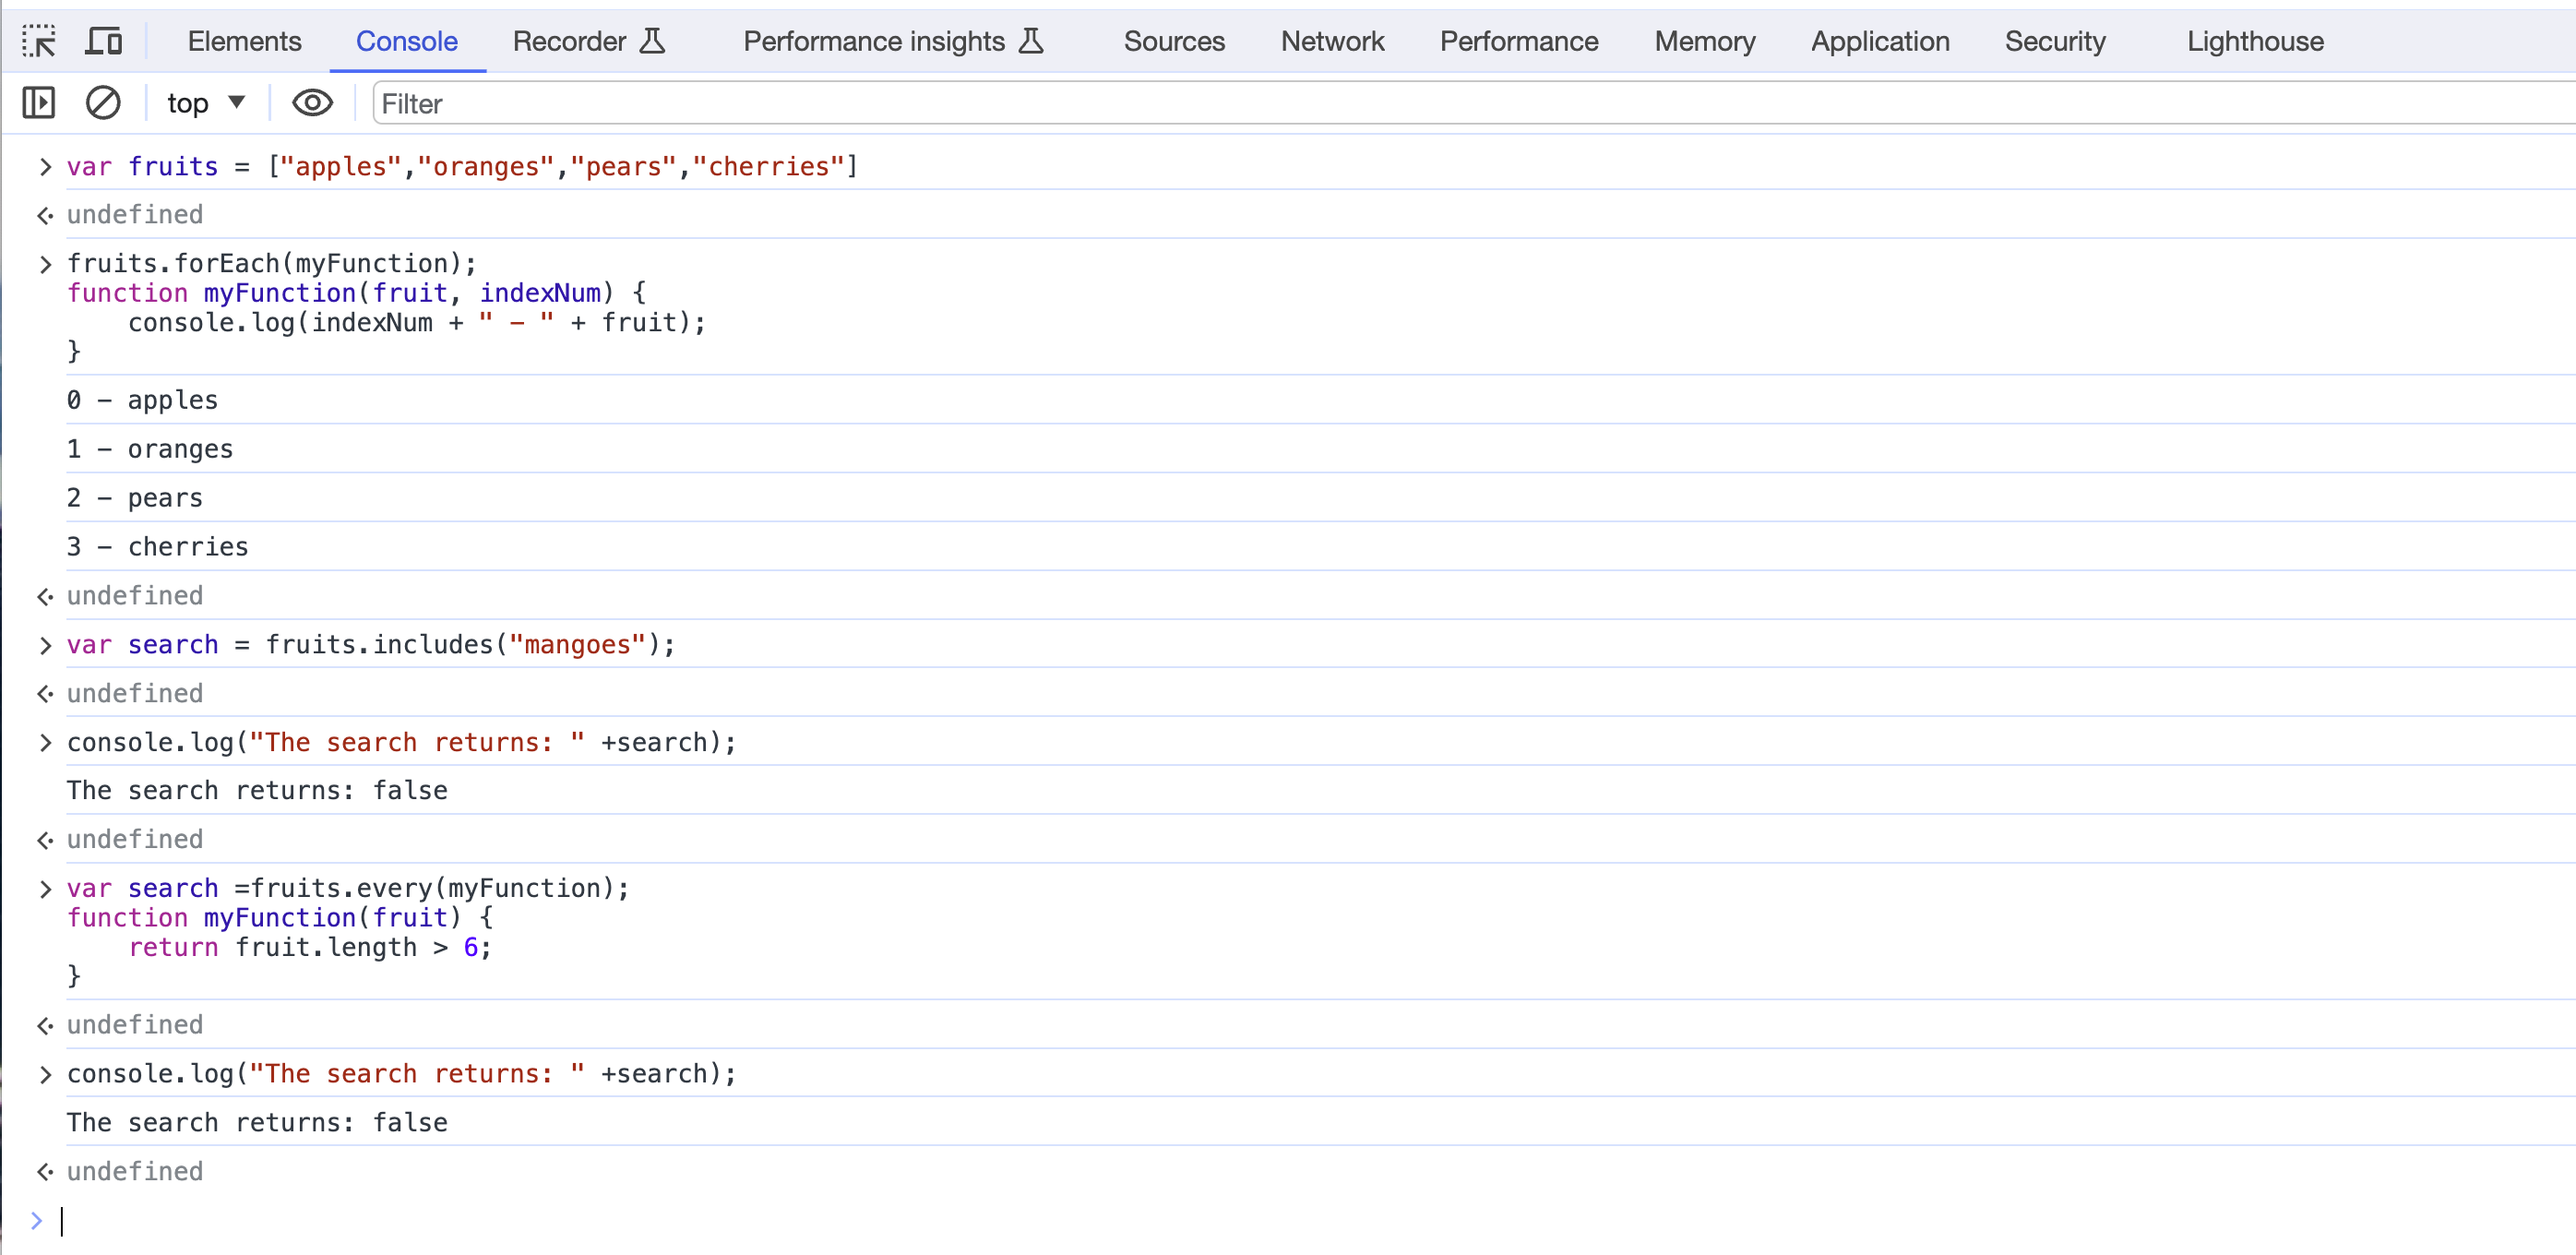 Elements Console Recorder Performance insights Sources Network Performance Memory Application Security Lighthouse
top Filter
var fruits = ["apples","oranges","pears","cherries"]
undefined
fruits.forEach(myFunction);
function myFunction(fruit, indexNum) {
    console.log(indexNum + " – " + fruit);
}
0 – apples
1 – oranges
2 – pears
3 – cherries
undefined
var search = fruits.includes("mangoes");
undefined
console.log("The search returns: " +search);
The search returns: false
undefined
var search =fruits.every(myFunction);
function myFunction(fruit) {
    return fruit.length > 6;
}
undefined
console.log("The search returns: " +search);
The search returns: false
undefined